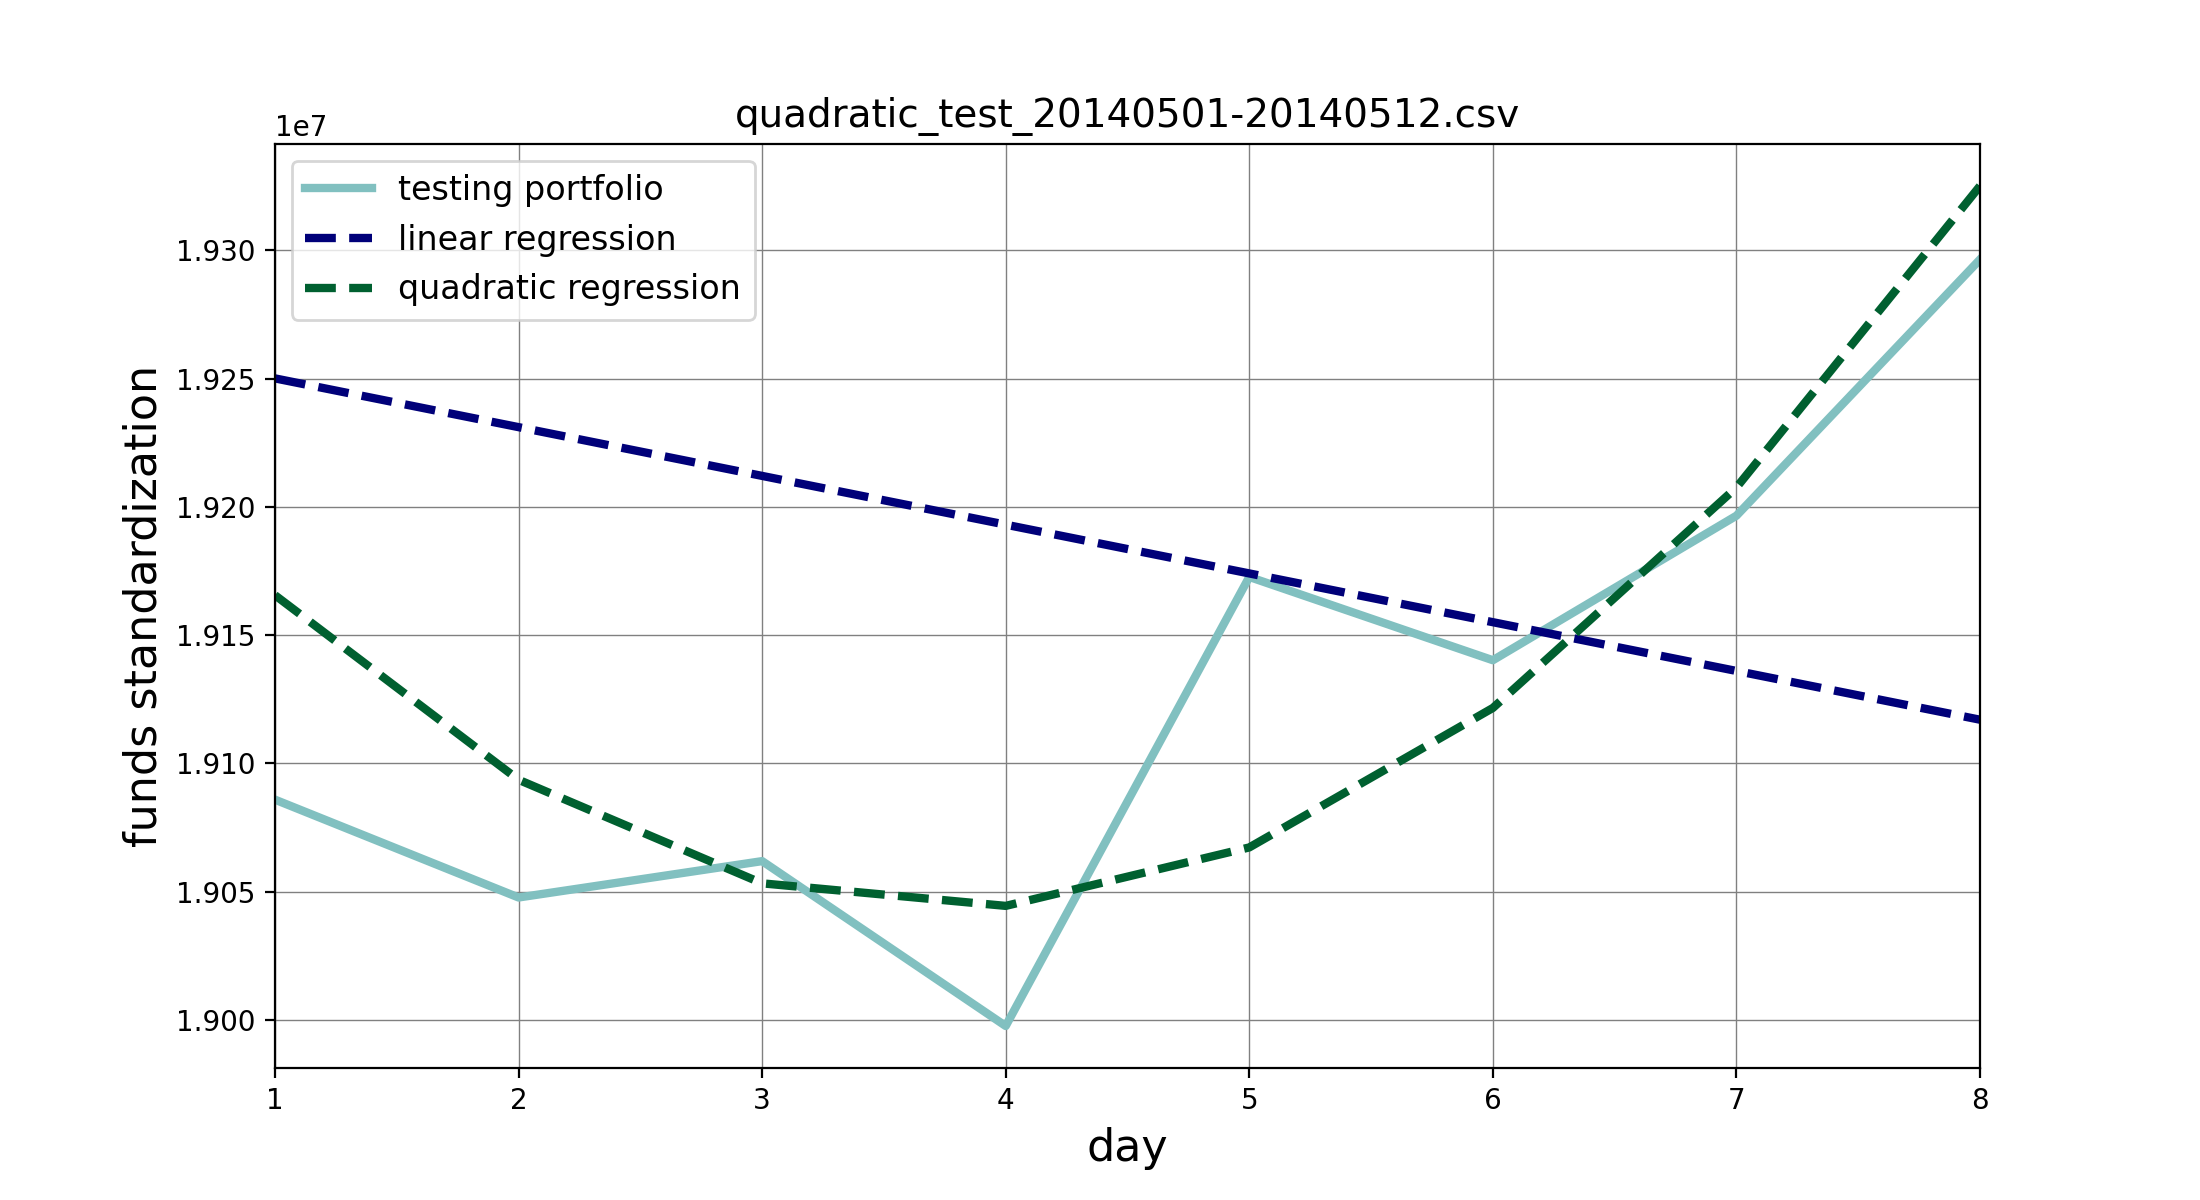 quadratic_test_20140501-20140512.csv
1e7
testing portfolio
linear regression
quadratic regression
funds standardization
1.930
1.925
1.920
1.915
1.910
1.905
1.900
1 2 3 4 5 6 7 8
day